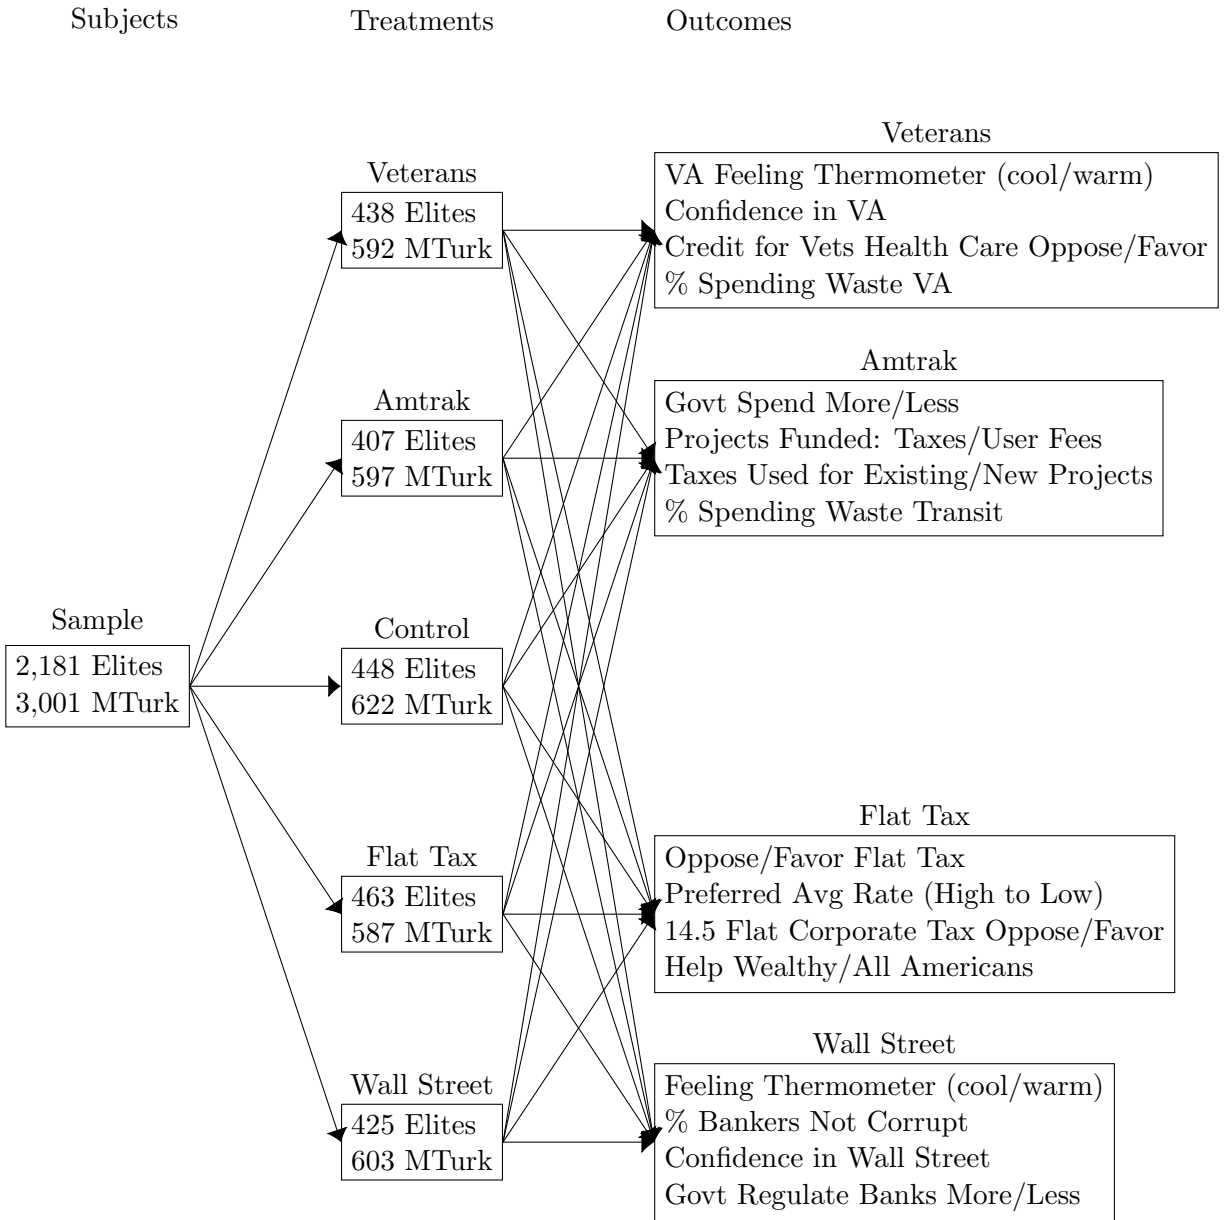 Subjects
Treatments
Outcomes
Sample
2,181 Elites
3,001 MTurk
Veterans
438 Elites
592 MTurk
Amtrak
407 Elites
597 MTurk
Control
448 Elites
622 MTurk
Flat Tax
463 Elites
587 MTurk
Wall Street
425 Elites
603 MTurk
Veterans
VA Feeling Thermometer (cool/warm)
Confidence in VA
Credit for Vets Health Care Oppose/Favor
% Spending Waste VA
Amtrak
Govt Spend More/Less
Projects Funded: Taxes/User Fees
Taxes Used for Existing/New Projects
% Spending Waste Transit
Flat Tax
Oppose/Favor Flat Tax
Preferred Avg Rate (High to Low)
14.5 Flat Corporate Tax Oppose/Favor
Help Wealthy/All Americans
Wall Street
Feeling Thermometer (cool/warm)
% Bankers Not Corrupt
Confidence in Wall Street
Govt Regulate Banks More/Less